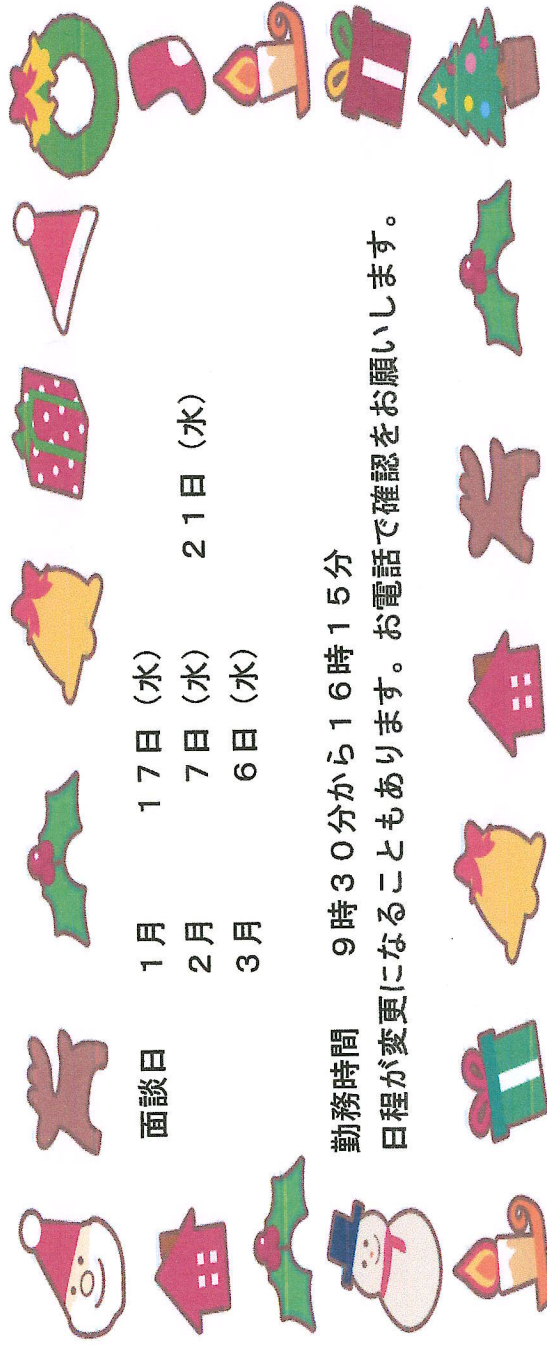 面談日　　１月　　　１７日（水）
２月　　　　７日（水）　　　２１日（水）
３月　　　　６日（水）
勤務時間　　９時３０分から１６時１５分
日程が変更になることもあります。お電話で確認をお願いします。